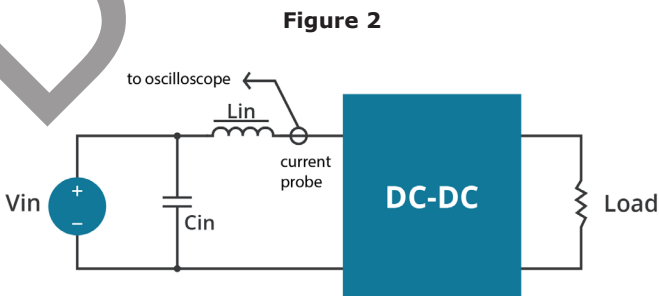 Figure 2
to oscilloscope
Lin
current
probe
Vin
+
−
Cin
DC-DC
Load